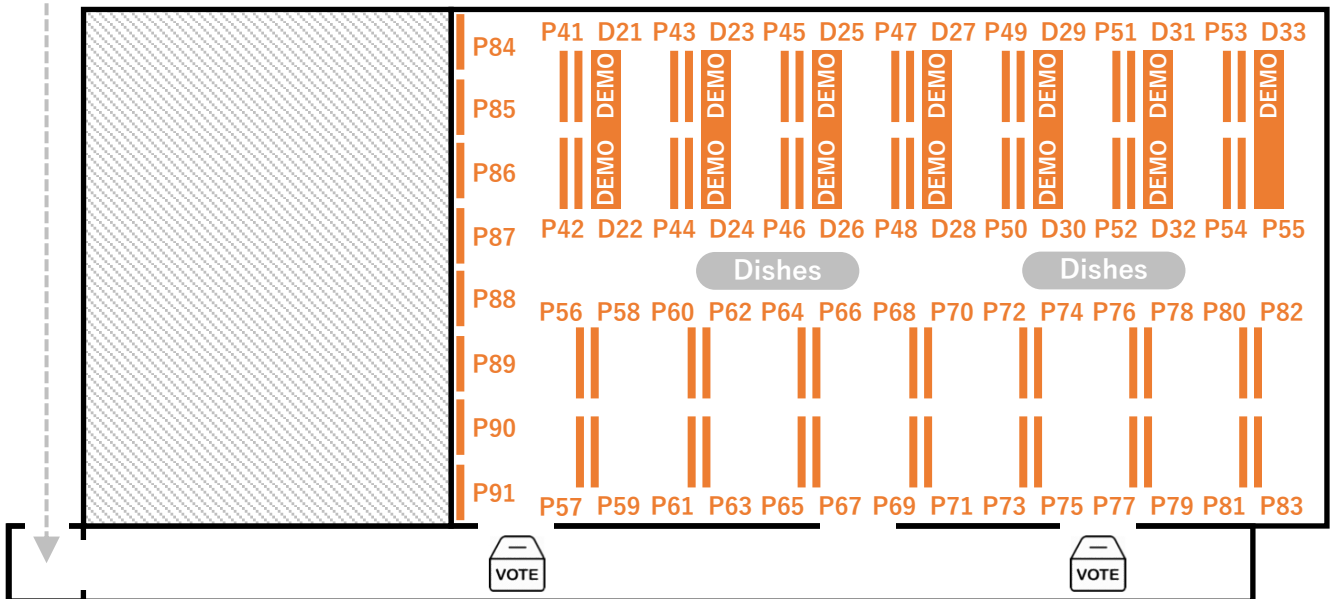 P41 D21 P43 D23 P45 D25 P47 D27 P49 D29 P51 D31 P53 D33
P84
P85
P86
P87
P88
P89
P90
P91
DEMO DEMO DEMO DEMO DEMO DEMO DEMO
DEMO DEMO DEMO DEMO DEMO DEMO
P42 D22 P44 D24 P46 D26 P48 D28 P50 D30 P52 D32 P54 P55
Dishes Dishes
P56 P58 P60 P62 P64 P66 P68 P70 P72 P74 P76 P78 P80 P82
P57 P59 P61 P63 P65 P67 P69 P71 P73 P75 P77 P79 P81 P83
VOTE VOTE